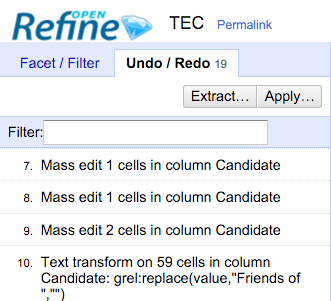 OPEN
Refine TEC Permalink
Facet / Filter Undo / Redo 19
Extract... Apply...
Filter:
7. Mass edit 1 cells in column Candidate
8. Mass edit 1 cells in column Candidate
9. Mass edit 2 cells in column Candidate
10. Text transform on 59 cells in column
Candidate: grel:replace(value,"Friends of
","")